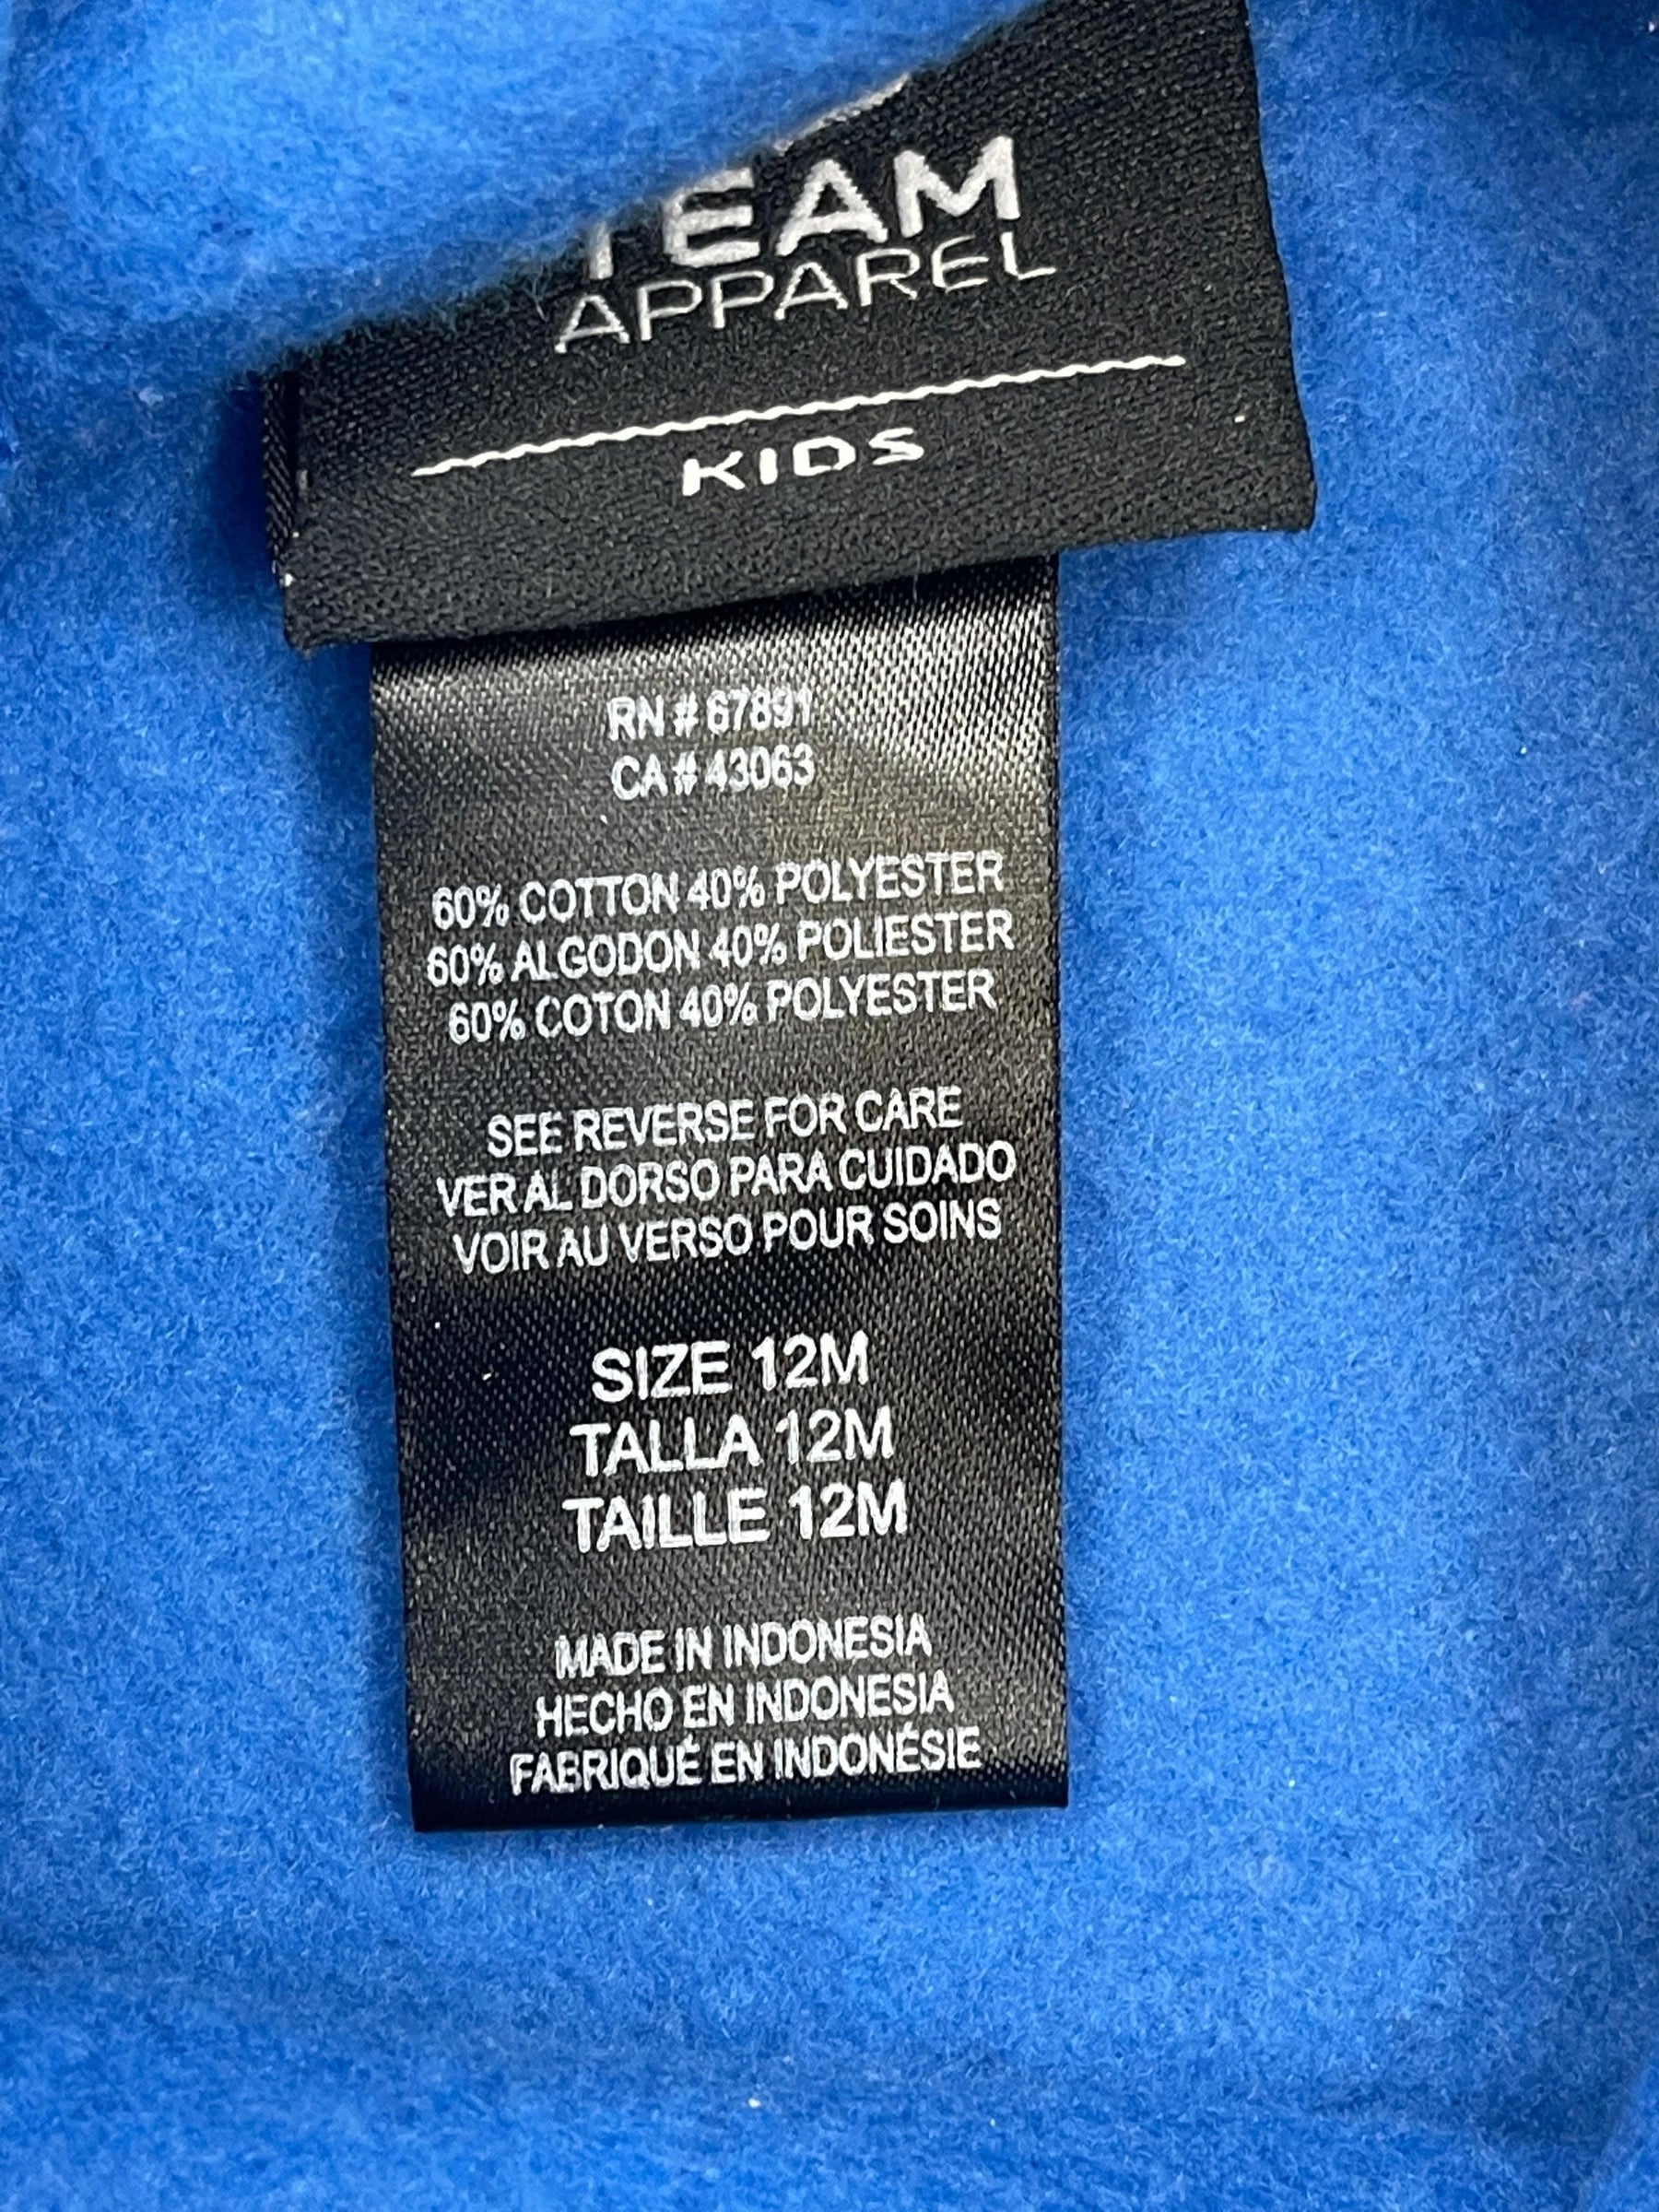 TEAM
APPAREL
KIDS
RN # 67891
CA # 43063
60% COTTON 40% POLYESTER
60% ALGODON 40% POLIESTER
60% COTON 40% POLYESTER
SEE REVERSE FOR CARE
VER AL DORSO PARA CUIDADO
VOIR AU VERSO POUR SOINS
SIZE 12M
TALLA 12M
TAILLE 12M
MADE IN INDONESIA
HECHO EN INDONESIA
FABRIQUÉ EN INDONÉSIE